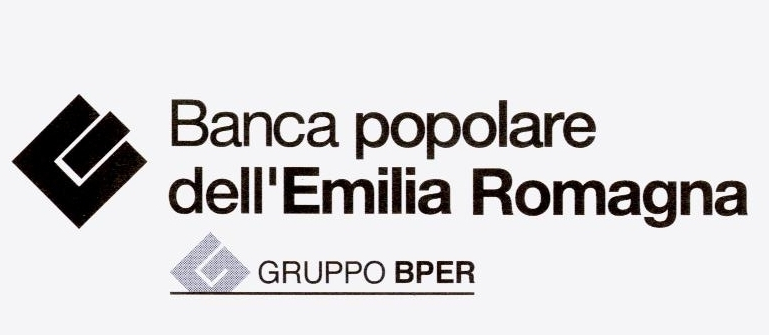 Banca popolare
dell'Emilia Romagna
GRUPPO BPER